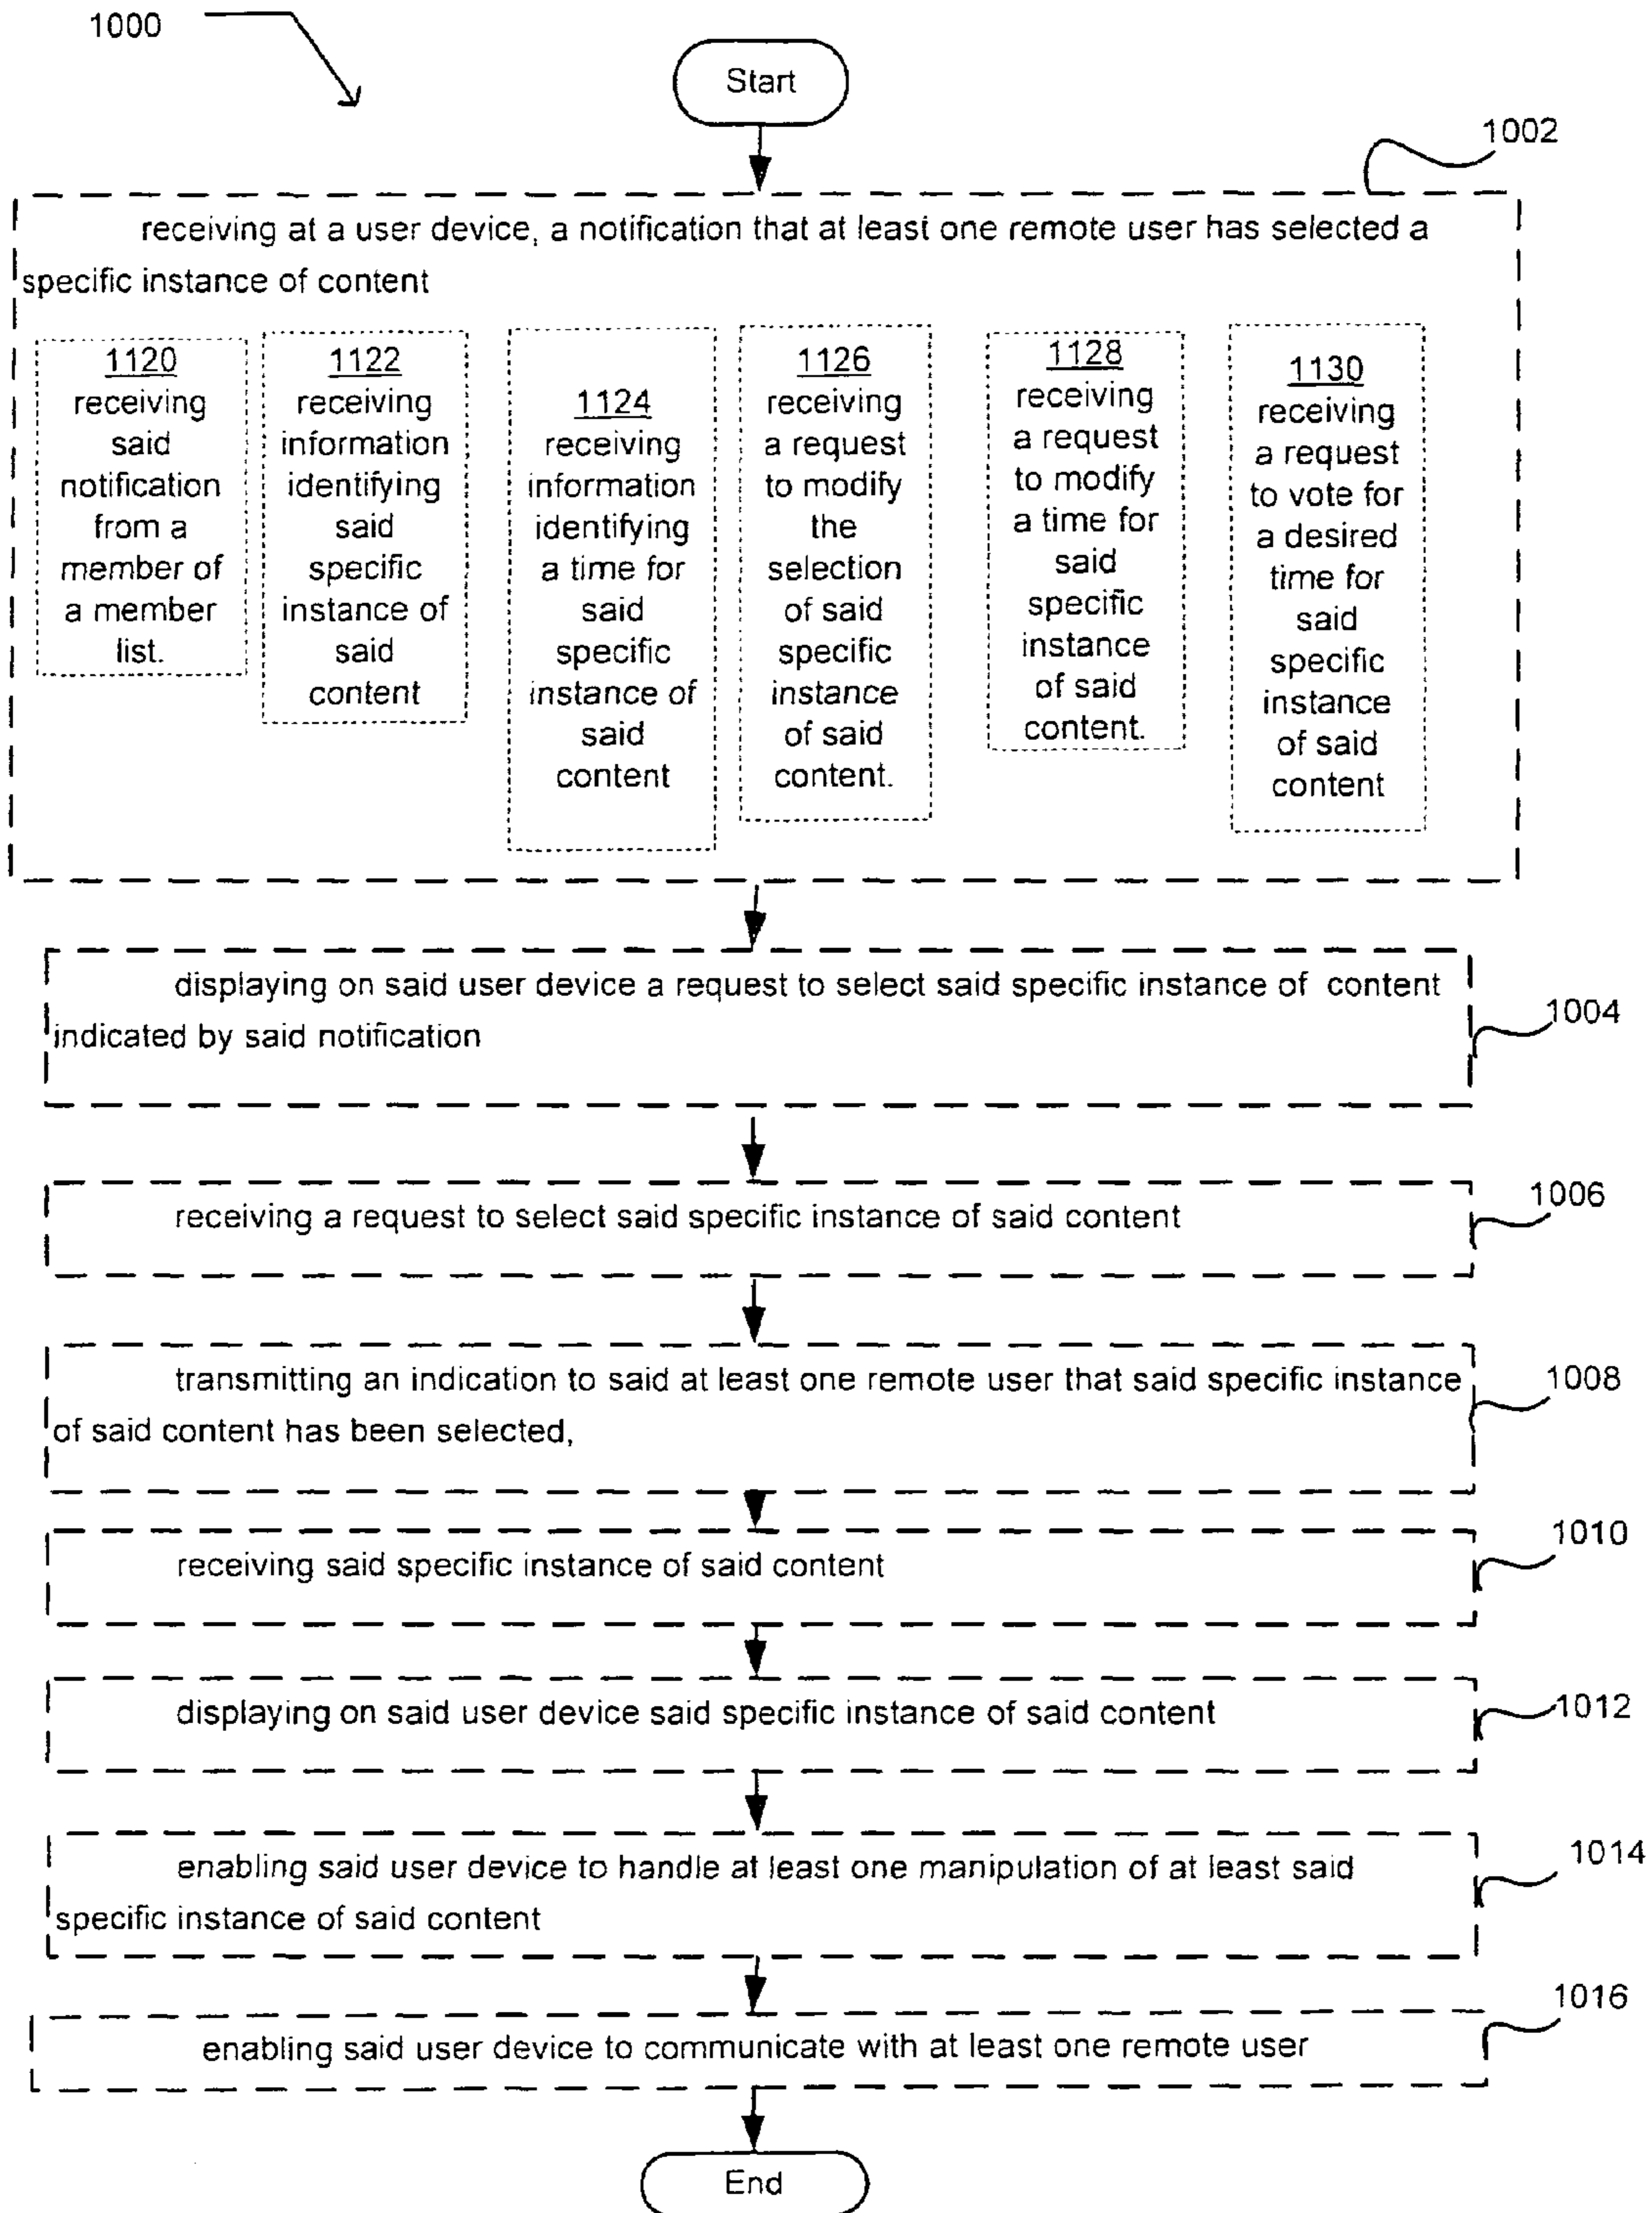 1000
Start
1002
receiving at a user device, a notification that at least one remote user has selected a
specific instance of content
1120
receiving
said
notification
from a
member of
a member
list.
1122
receiving
information
identifying
said
specific
instance of
said
content
1124
receiving
information
identifying
a time for
said
specific
instance of
said
content
1126
receiving
a request
to modify
the
selection
of said
specific
instance
of said
content.
1128
receiving
a request
to modify
a time for
said
specific
instance
of said
content.
1130
receiving
a request
to vote for
a desired
time for
said
specific
instance
of said
content
displaying on said user device a request to select said specific instance of content
indicated by said notification
1004
receiving a request to select said specific instance of said content
1006
transmitting an indication to said at least one remote user that said specific instance
of said content has been selected,
1008
receiving said specific instance of said content
1010
displaying on said user device said specific instance of said content
1012
enabling said user device to handle at least one manipulation of at least said
specific instance of said content
1014
enabling said user device to communicate with at least one remote user
1016
End